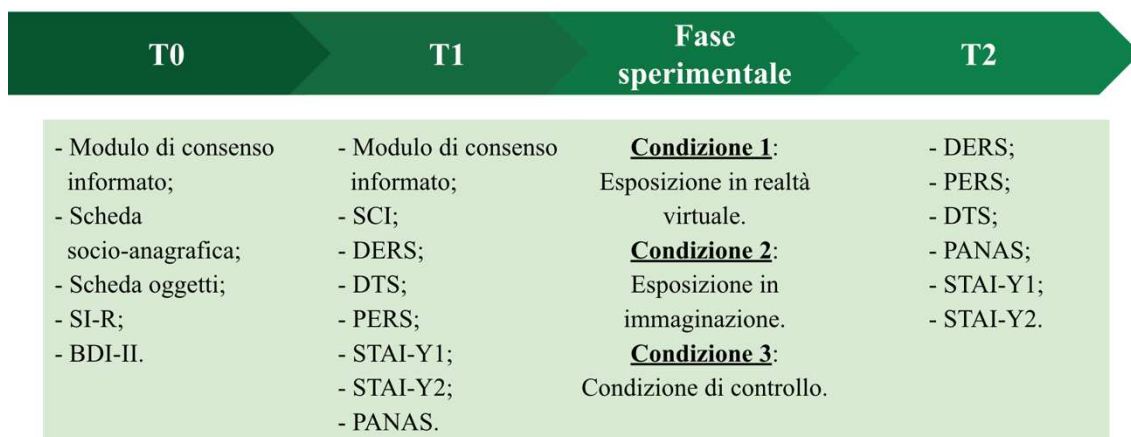 T0
T1
Fase
sperimentale
T2
- Modulo di consenso
informato;
- Scheda
socio-anagrafica;
- Scheda oggetti;
- SI-R;
- BDI-II.
- Modulo di consenso
informato;
- SCI;
- DERS;
- DTS;
- PERS;
- STAI-Y1;
- STAI-Y2;
- PANAS.
Condizione 1:
Esposizione in realtà
virtuale.
Condizione 2:
Esposizione in
immaginazione.
Condizione 3:
Condizione di controllo.
- DERS;
- PERS;
- DTS;
- PANAS;
- STAI-Y1;
- STAI-Y2.